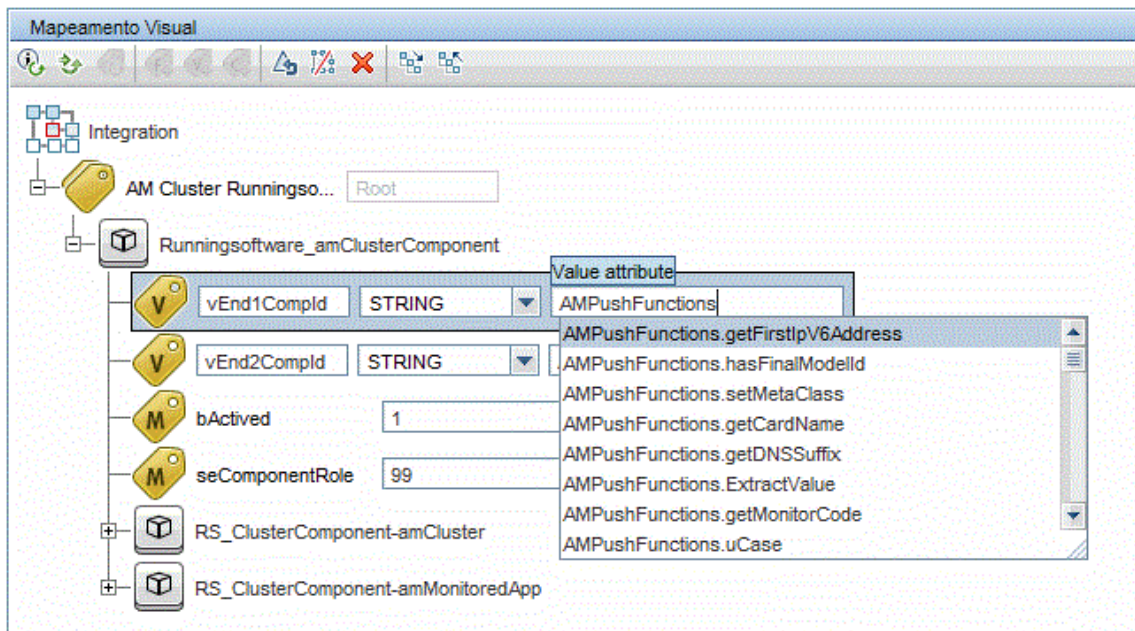 Mapeamento Visual
Integration
AM Cluster Runningso... Root
Runningsoftware_amClusterComponent
Value attribute
V vEnd1CompId STRING AMPushFunctions
AMPushFunctions.getFirstIpV6Address
V vEnd2CompId STRING
AMPushFunctions.hasFinalModelId
AMPushFunctions.setMetaClass
M bActived 1
AMPushFunctions.getCardName
AMPushFunctions.getDNSSuffix
M seComponentRole 99
AMPushFunctions.ExtractValue
AMPushFunctions.getMonitorCode
RS_ClusterComponent-amCluster
AMPushFunctions.uCase
RS_ClusterComponent-amMonitoredApp